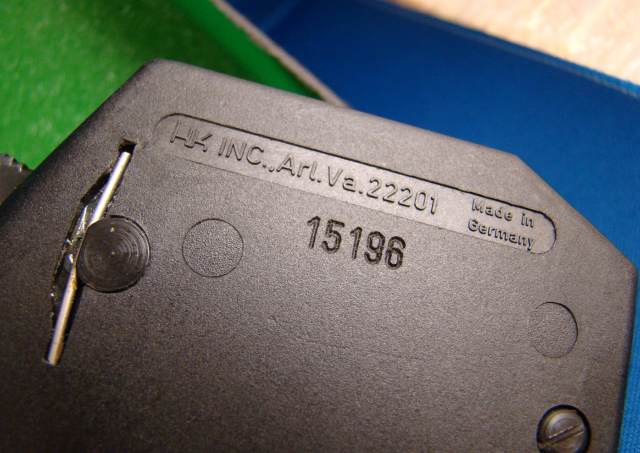 HK INC., Arl. Va. 22201
Made in
Germany
15196